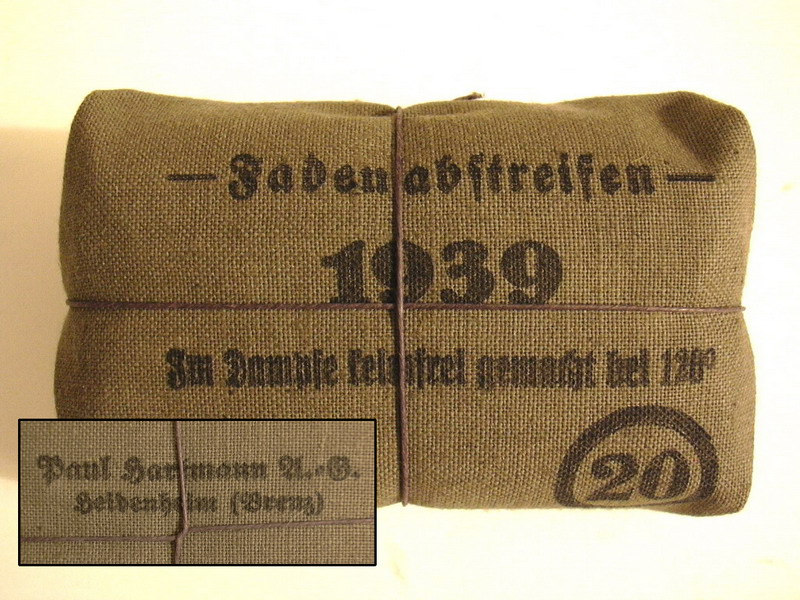 — Fadenabstreifen —
1939
Im Dampfe keimfrei gemacht bei 120°
20
Paul Hartmann A.-G.
Heidenheim (Brenz)